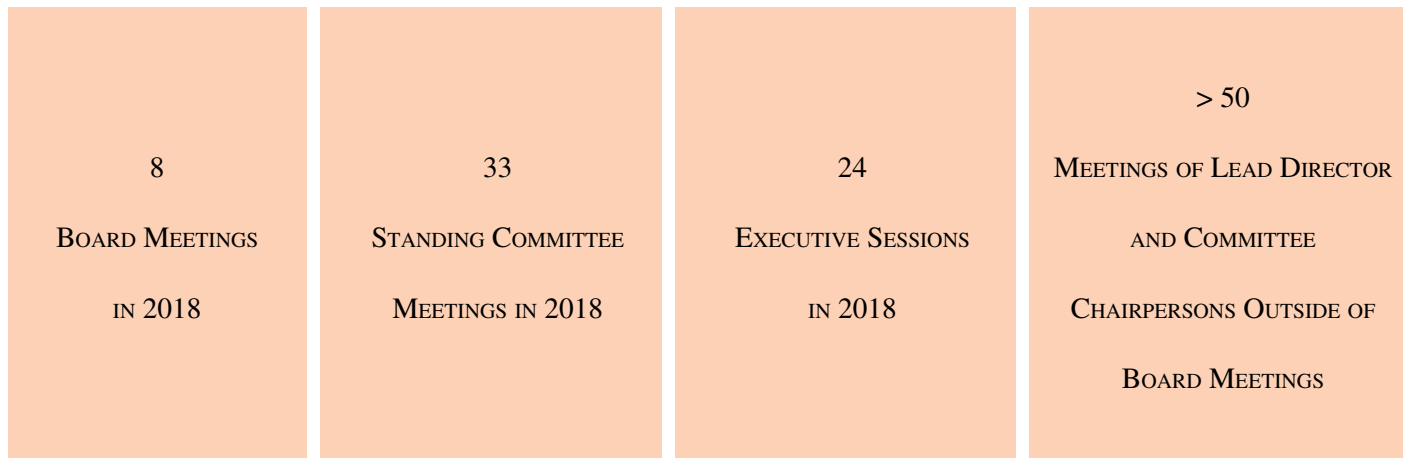 8
Board Meetings
in 2018
33
Standing Committee
Meetings in 2018
24
Executive Sessions
in 2018
> 50
Meetings of Lead Director
and Committee
Chairpersons Outside of
Board Meetings